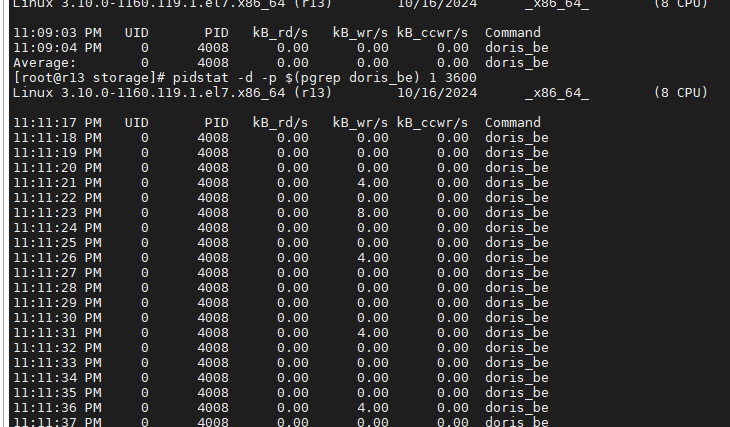 Linux 3.10.0-1160.119.1.el7.x86_64 (r13) 10/16/2024 _x86_64_ (8 CPU)
11:09:03 PM UID PID kB_rd/s kB_wr/s kB_ccwr/s Command
11:09:04 PM 0 4008 0.00 0.00 0.00 doris_be
Average: 0 4008 0.00 0.00 0.00 doris_be
[root@r13 storage]# pidstat -d -p $(pgrep doris_be) 1 3600
Linux 3.10.0-1160.119.1.el7.x86_64 (r13) 10/16/2024 _x86_64_ (8 CPU)
11:11:17 PM UID PID kB_rd/s kB_wr/s kB_ccwr/s Command
11:11:18 PM 0 4008 0.00 0.00 0.00 doris_be
11:11:19 PM 0 4008 0.00 0.00 0.00 doris_be
11:11:20 PM 0 4008 0.00 0.00 0.00 doris_be
11:11:21 PM 0 4008 0.00 4.00 0.00 doris_be
11:11:22 PM 0 4008 0.00 0.00 0.00 doris_be
11:11:23 PM 0 4008 0.00 8.00 0.00 doris_be
11:11:24 PM 0 4008 0.00 0.00 0.00 doris_be
11:11:25 PM 0 4008 0.00 0.00 0.00 doris_be
11:11:26 PM 0 4008 0.00 4.00 0.00 doris_be
11:11:27 PM 0 4008 0.00 0.00 0.00 doris_be
11:11:28 PM 0 4008 0.00 0.00 0.00 doris_be
11:11:29 PM 0 4008 0.00 0.00 0.00 doris_be
11:11:30 PM 0 4008 0.00 0.00 0.00 doris_be
11:11:31 PM 0 4008 0.00 4.00 0.00 doris_be
11:11:32 PM 0 4008 0.00 0.00 0.00 doris_be
11:11:33 PM 0 4008 0.00 0.00 0.00 doris_be
11:11:34 PM 0 4008 0.00 0.00 0.00 doris_be
11:11:35 PM 0 4008 0.00 0.00 0.00 doris_be
11:11:36 PM 0 4008 0.00 4.00 0.00 doris_be
11:11:37 PM 0 4008 0.00 0.00 0.00 doris_be